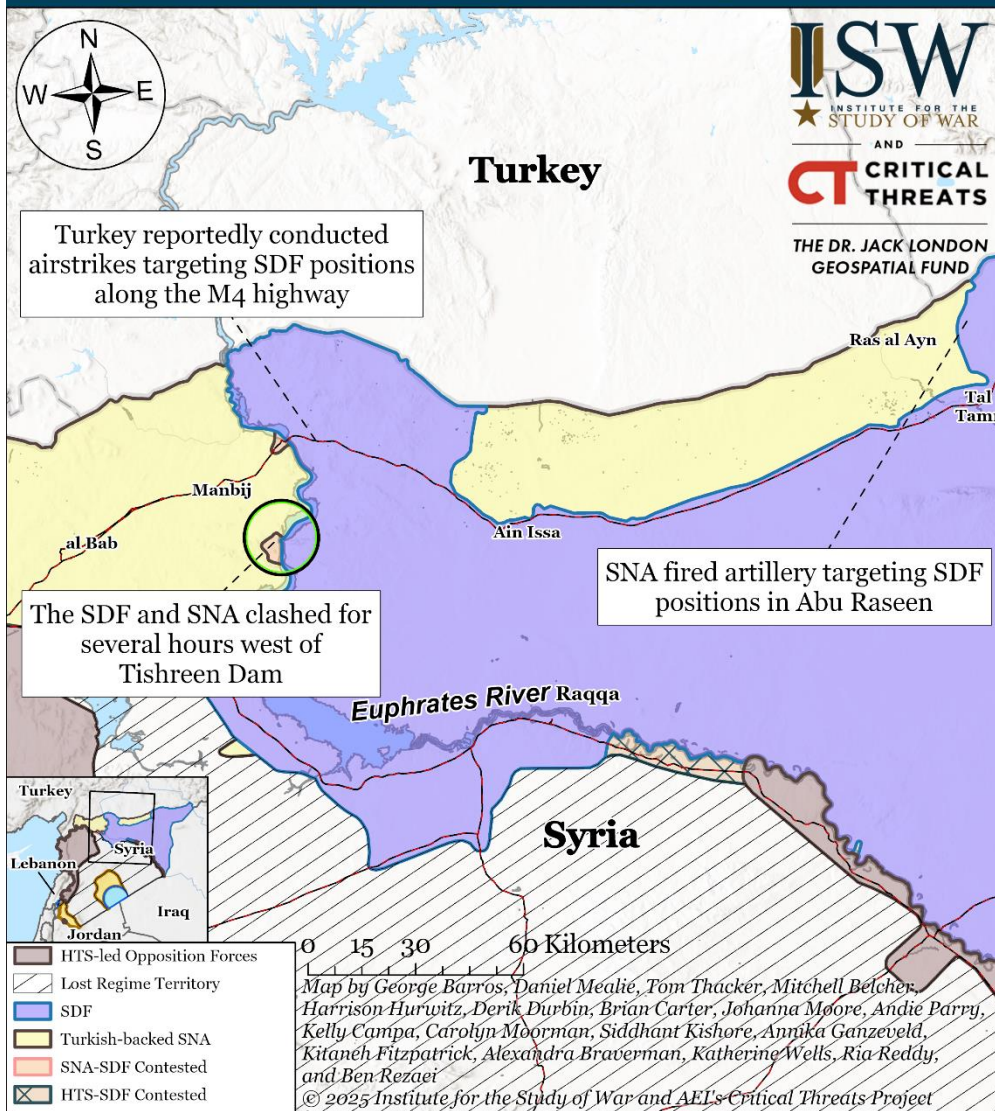 N
W E
S
ISW
INSTITUTE FOR THE
STUDY OF WAR
AND
CT CRITICAL
THREATS
THE DR. JACK LONDON
GEOSPATIAL FUND
Turkey
Turkey reportedly conducted
airstrikes targeting SDF positions
along the M4 highway
Ras al Ayn
Tal
Tam
Manbij
al Bab
Ain Issa
SNA fired artillery targeting SDF
positions in Abu Raseen
The SDF and SNA clashed for
several hours west of
Tishreen Dam
Euphrates River
Raqqa
Syria
Turkey
Syria
Lebanon
Iraq
Jordan
HTS-led Opposition Forces
Lost Regime Territory
SDF
Turkish-backed SNA
SNA-SDF Contested
HTS-SDF Contested
0 15 30 60 Kilometers
Map by George Barros, Daniel Mealie, Tom Thacker, Mitchell Belcher,
Harrison Hurwitz, Derik Durbin, Brian Carter, Johanna Moore, Andie Parry,
Kelly Campa, Carolyn Moorman, Siddhant Kishore, Annika Ganzeveld,
Kitaneh Fitzpatrick, Alexandra Braverman, Katherine Wells, Ria Reddy,
and Ben Rezaei
© 2025 Institute for the Study of War and AEI's Critical Threats Project